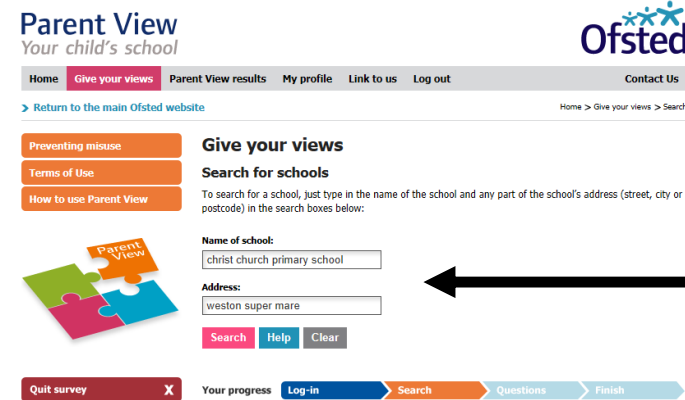 Parent View
Your child's school
Ofsted
Home Give your views Parent View results My profile Link to us Log out Contact Us
Return to the main Ofsted website
Home > Give your views > Search
Preventing misuse
Terms of Use
How to use Parent View
Parent
View
Give your views
Search for schools
To search for a school, just type in the name of the school and any part of the school's address (street, city or
postcode) in the search boxes below:
Name of school:
christ church primary school
Address:
weston super mare
Search Help Clear
Quit survey X
Your progress Log-in Search Questions Finish